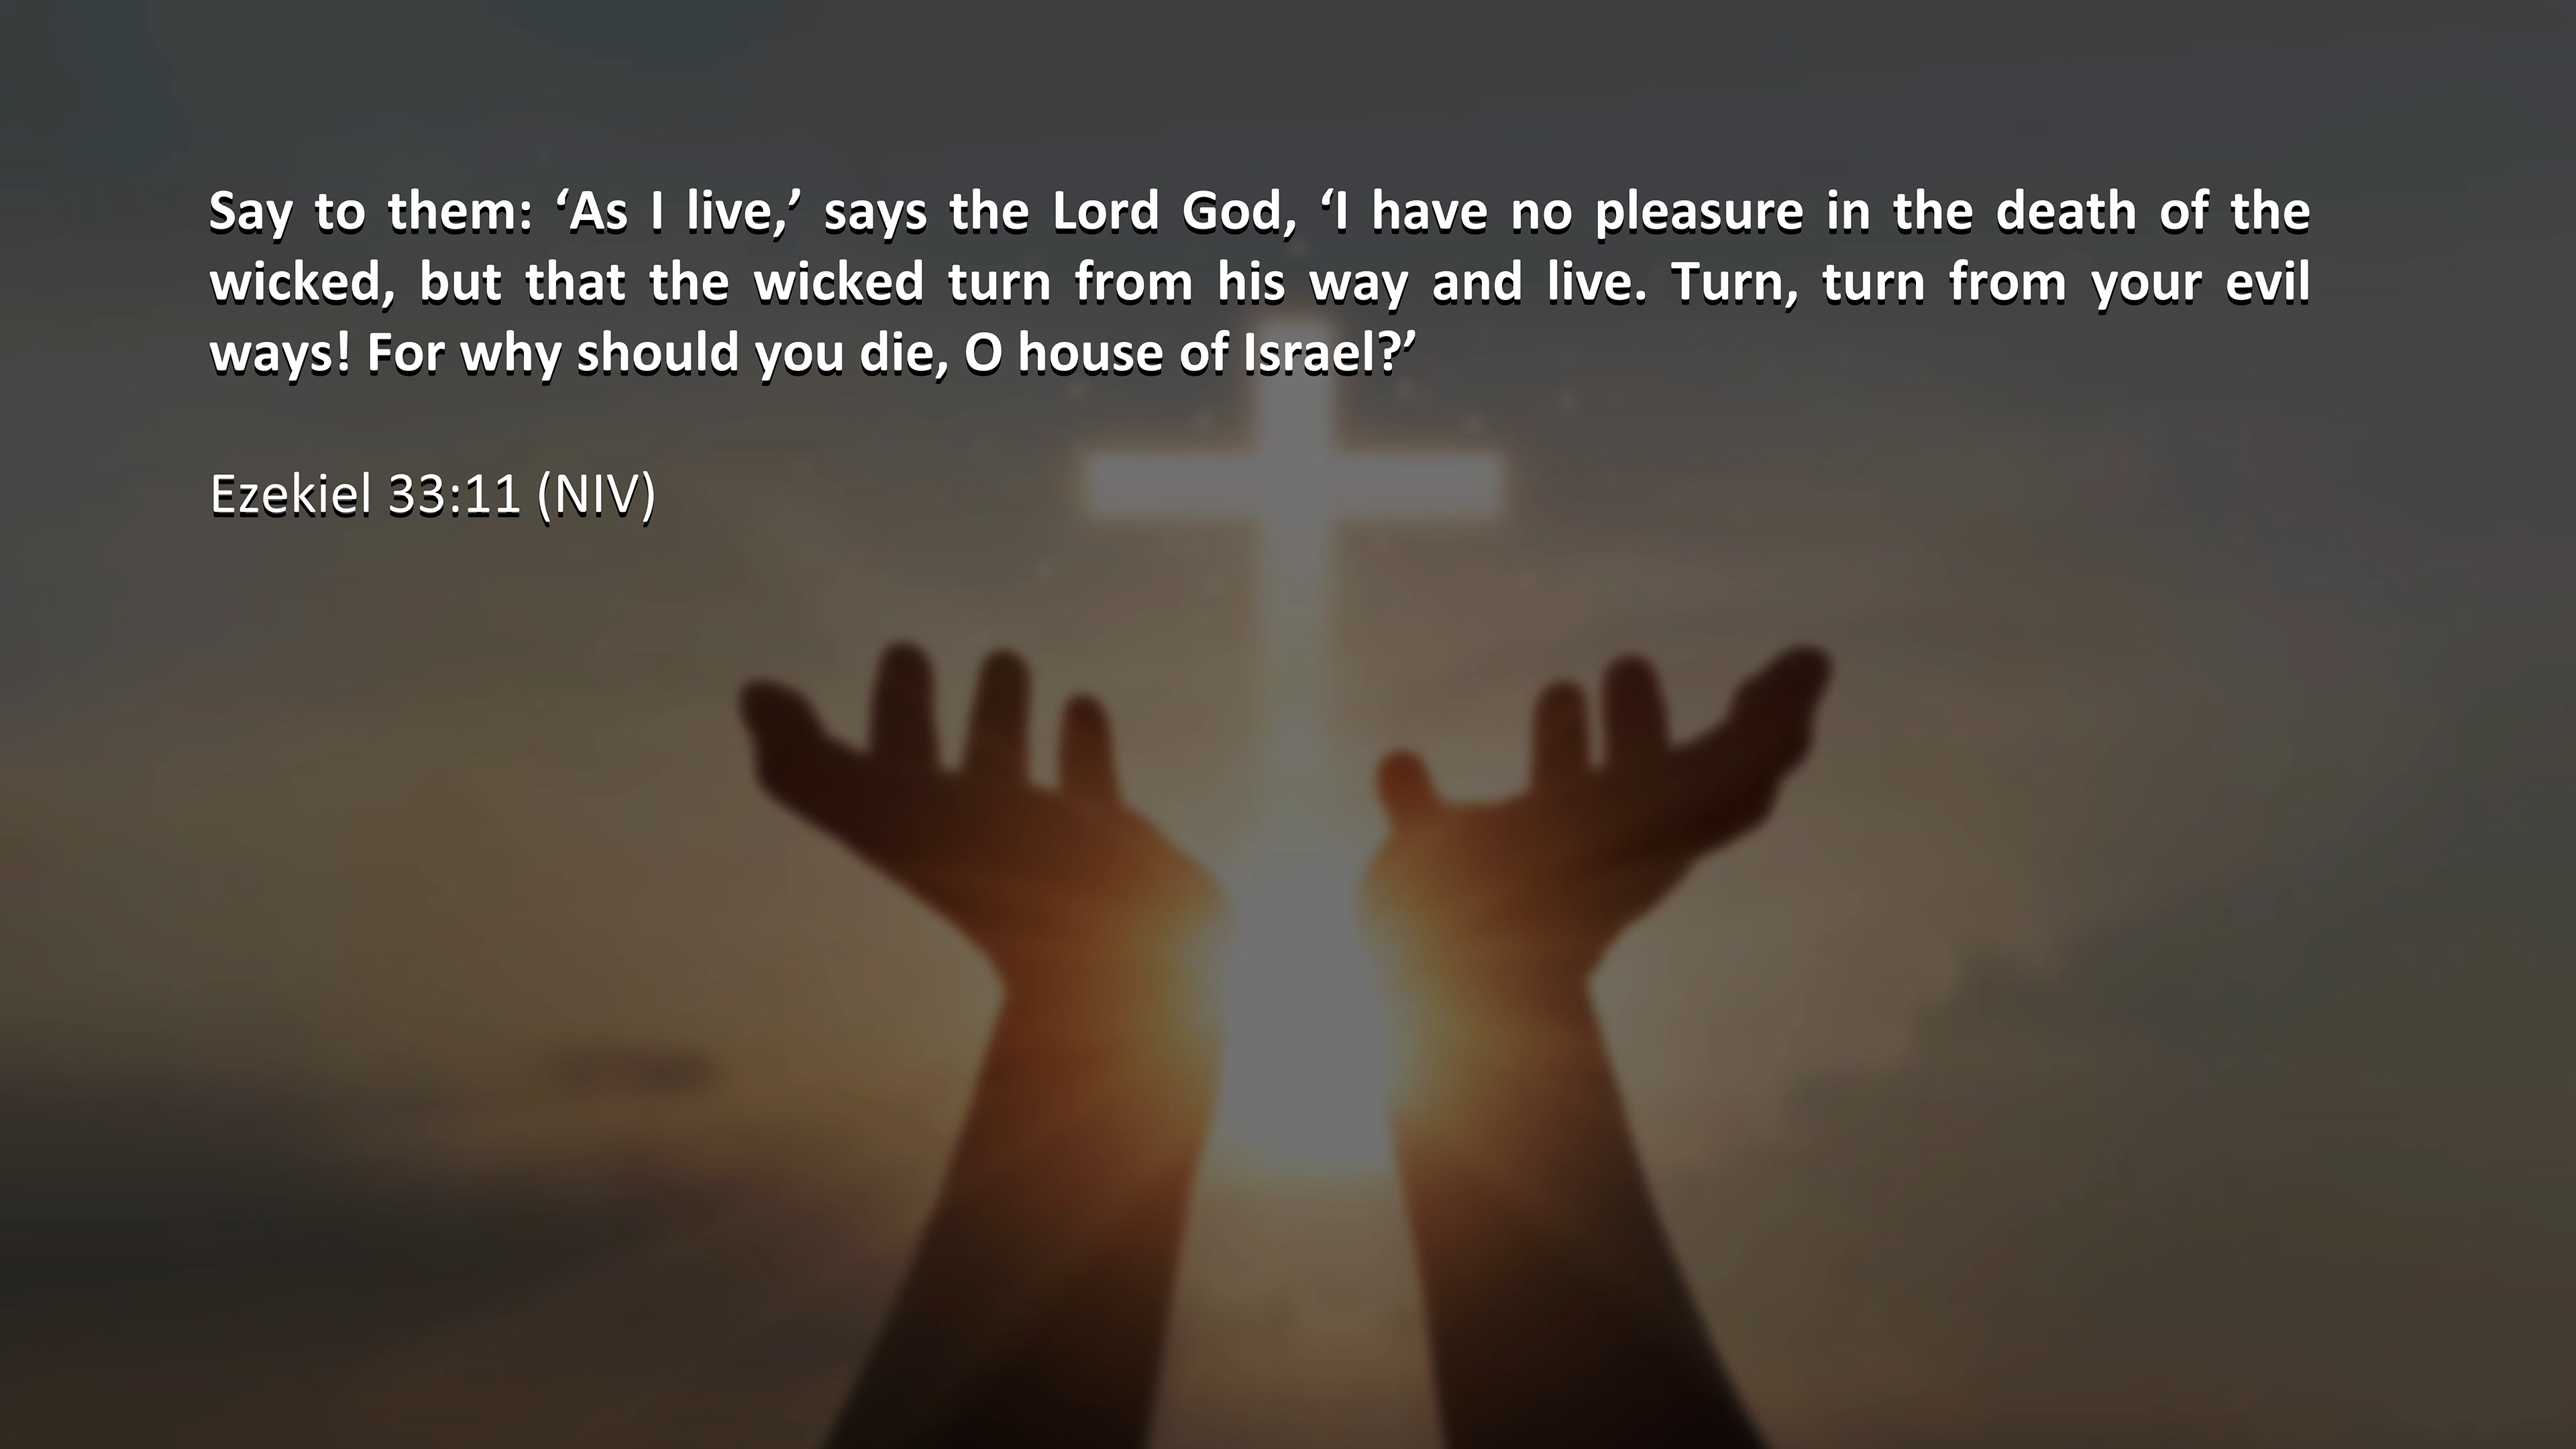 Say to them: ‘As I live,’ says the Lord God, ‘I have no pleasure in the death of the
wicked, but that the wicked turn from his way and live. Turn, turn from your evil
ways! For why should you die, O house of Israel?’
Ezekiel 33:11 (NIV)